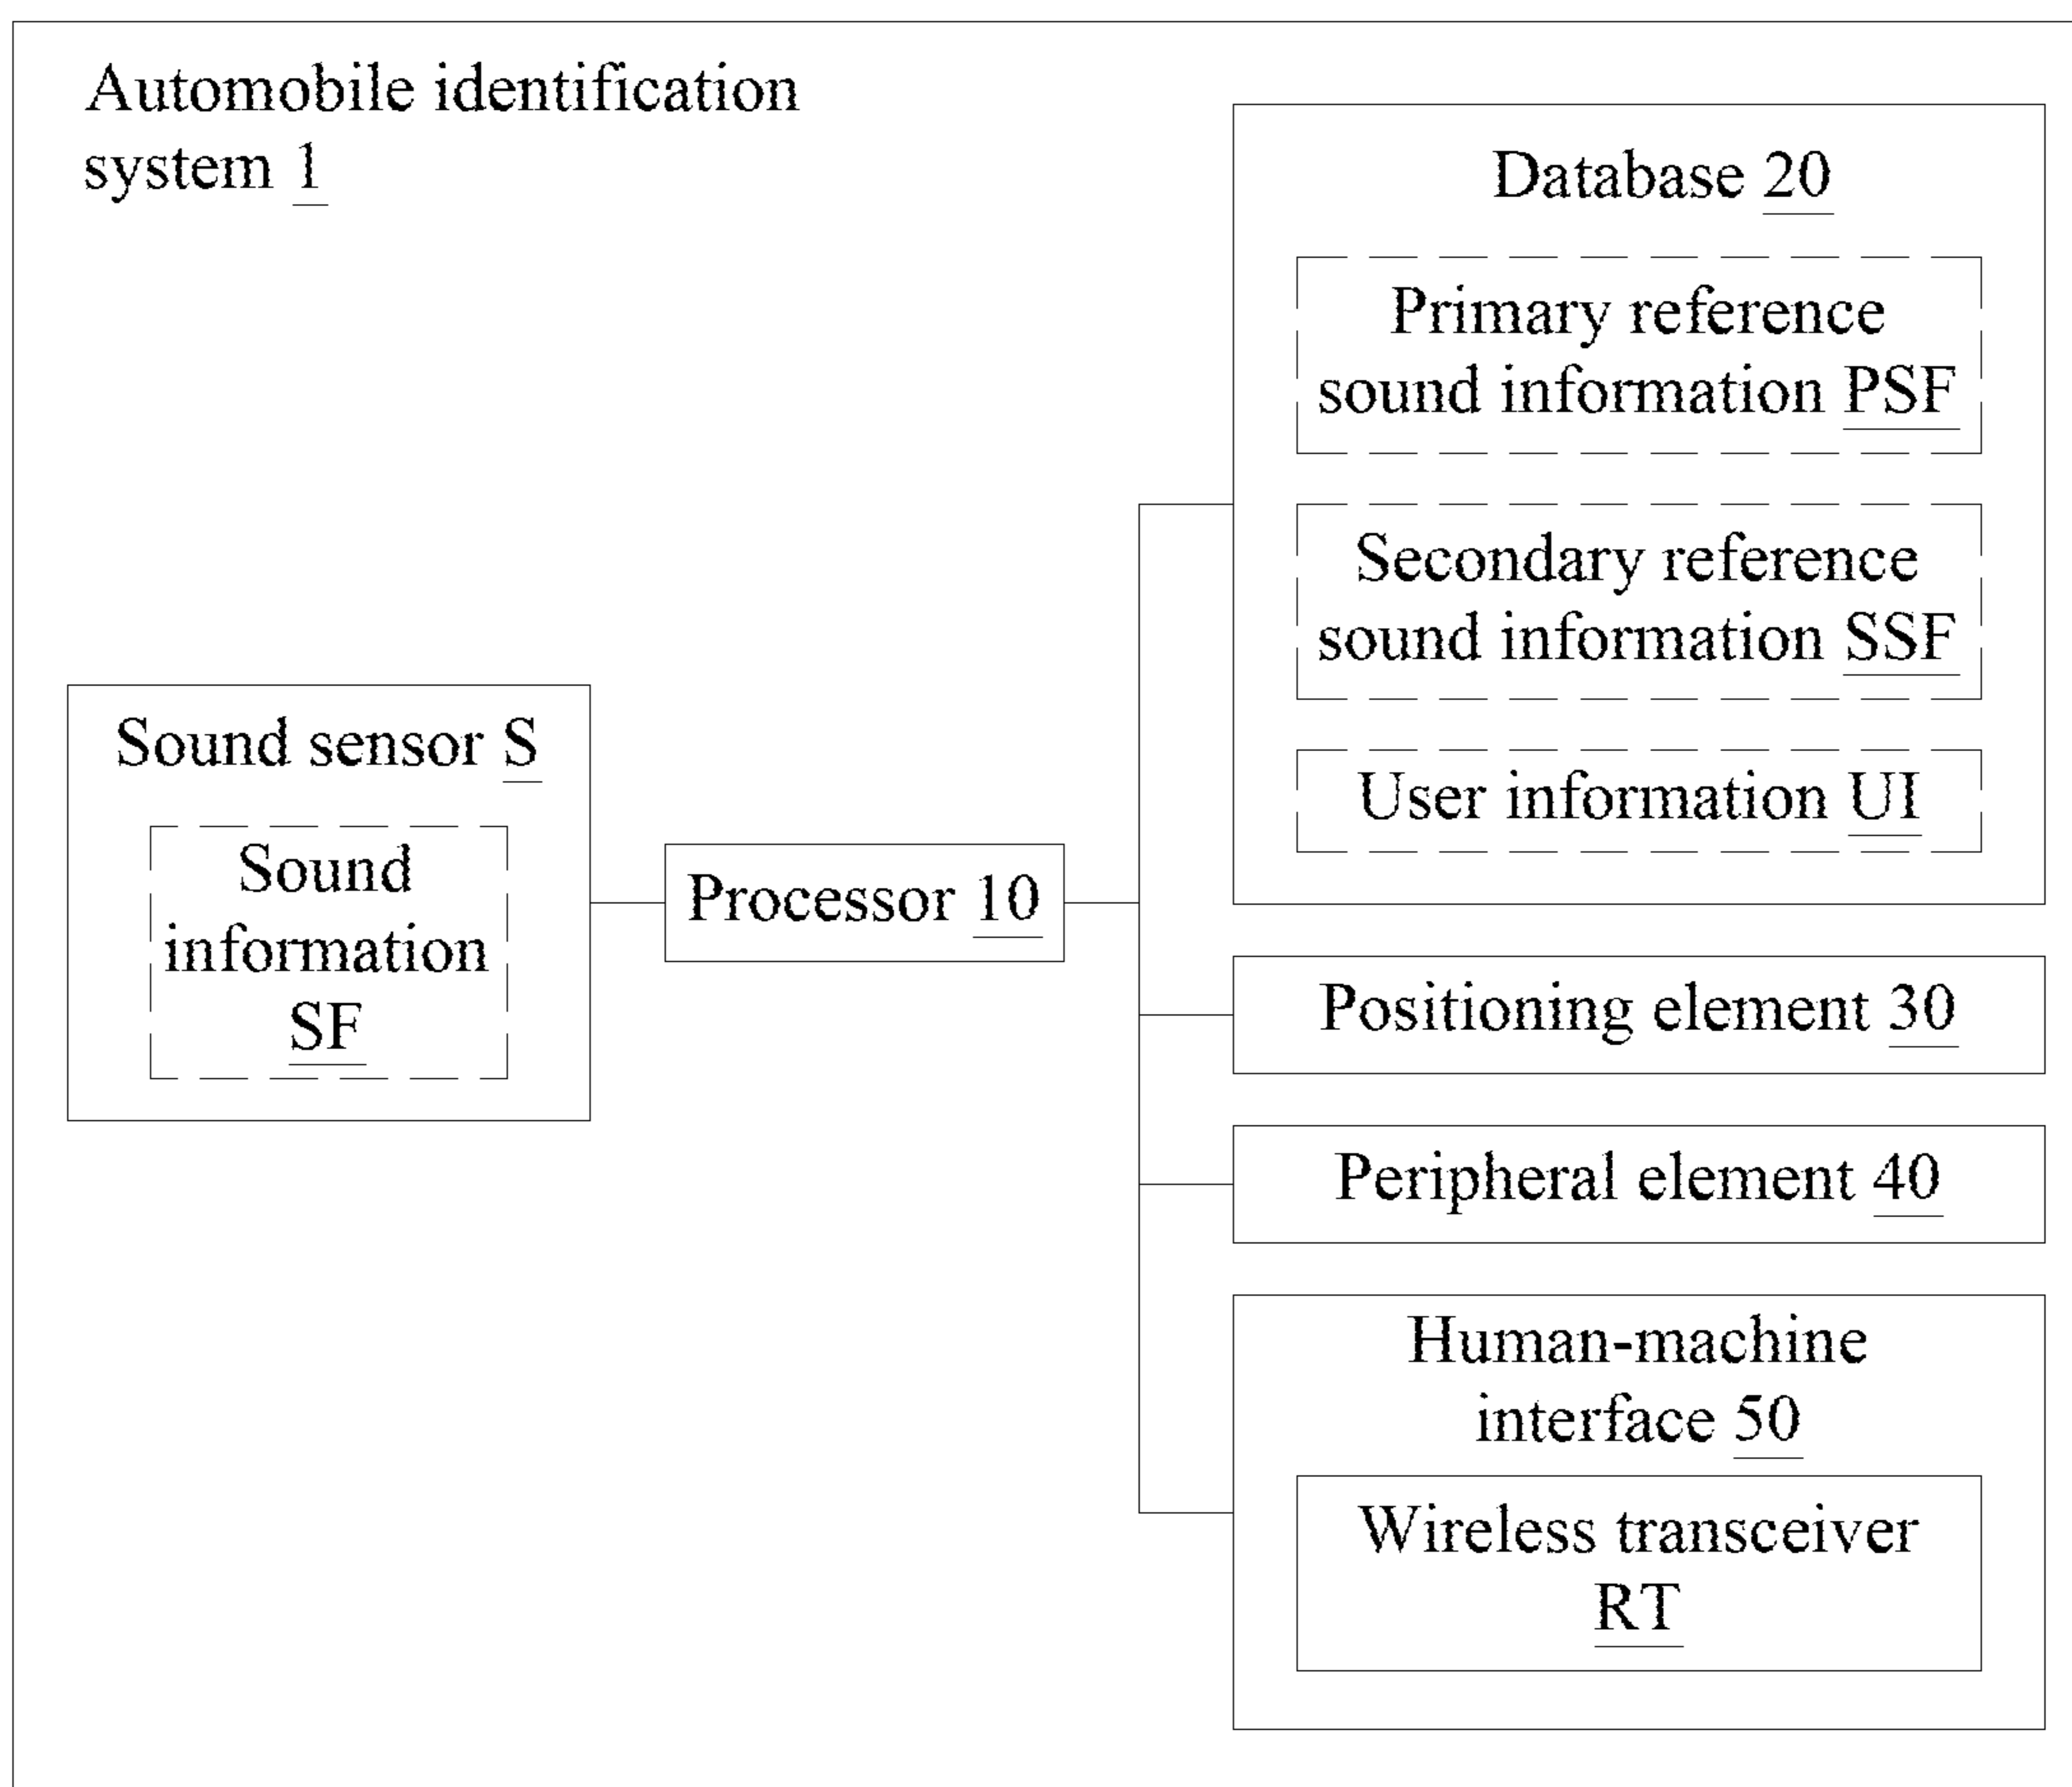 Automobile identification
system 1
Database 20
Primary reference
sound information PSF
Secondary reference
sound information SSF
User information UI
Sound sensor S
Sound
information
SF
Processor 10
Positioning element 30
Peripheral element 40
Human-machine
interface 50
Wireless transceiver
RT